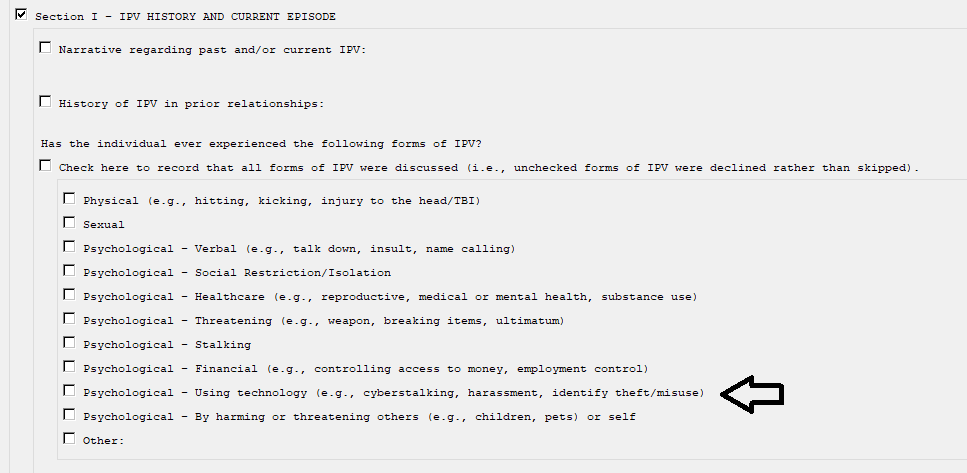 Section I - IPV HISTORY AND CURRENT EPISODE
Narrative regarding past and/or current IPV:
History of IPV in prior relationships:
Has the individual ever experienced the following forms of IPV?
Check here to record that all forms of IPV were discussed (i.e., unchecked forms of IPV were declined rather than skipped).
Physical (e.g., hitting, kicking, injury to the head/TBI)
Sexual
Psychological - Verbal (e.g., talk down, insult, name calling)
Psychological - Social Restriction/Isolation
Psychological - Healthcare (e.g., reproductive, medical or mental health, substance use)
Psychological - Threatening (e.g., weapon, breaking items, ultimatum)
Psychological - Stalking
Psychological - Financial (e.g., controlling access to money, employment control)
Psychological - Using technology (e.g., cyberstalking, harassment, identify theft/misuse)
Psychological - By harming or threatening others (e.g., children, pets) or self
Other: